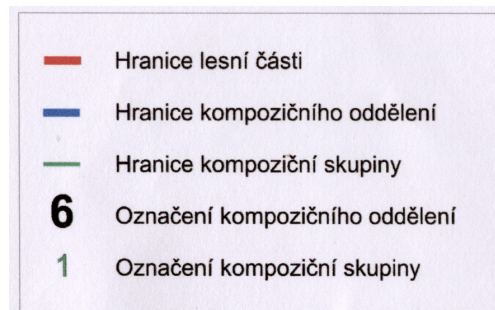 Hranice lesní části
Hranice kompozičního oddělení
Hranice kompoziční skupiny
6 Označení kompozičního oddělení
1 Označení kompoziční skupiny